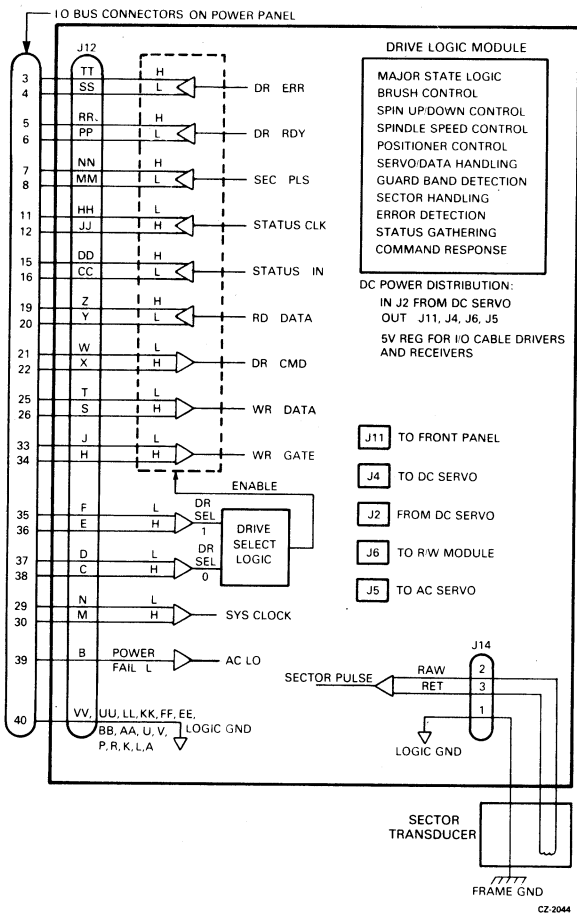 I O BUS CONNECTORS ON POWER PANEL
J12
DRIVE LOGIC MODULE
MAJOR STATE LOGIC
BRUSH CONTROL
SPIN UP/DOWN CONTROL
SPINDLE SPEED CONTROL
POSITIONER CONTROL
SERVO/DATA HANDLING
GUARD BAND DETECTION
SECTOR HANDLING
ERROR DETECTION
STATUS GATHERING
COMMAND RESPONSE
DC POWER DISTRIBUTION:
IN J2 FROM DC SERVO
OUT J11, J4, J6, J5
5V REG FOR I/O CABLE DRIVERS
AND RECEIVERS
3 TT H
4 SS L DR ERR
5 RR H
6 PP L DR RDY
7 NN H
8 MM L SEC PLS
11 HH L
12 JJ H STATUS CLK
15 DD H
16 CC L STATUS IN
19 Z H
20 Y L RD DATA
21 W L
22 X H DR CMD
25 T L
26 S H WR DATA
33 J L
34 H H WR GATE
ENABLE
35 F L DR
36 E H SEL
1
37 D L DR
38 C H SEL
0
DRIVE
SELECT
LOGIC
29 N L
30 M H SYS CLOCK
39 B POWER
FAIL L AC LO
40 VV, UU, LL, KK, FF, EE,
BB, AA, U, V,
P, R, K, L, A
LOGIC GND
J11 TO FRONT PANEL
J4 TO DC SERVO
J2 FROM DC SERVO
J6 TO R/W MODULE
J5 TO AC SERVO
J14
SECTOR PULSE RAW 2
RET 3
1
LOGIC GND
SECTOR
TRANSDUCER
FRAME GND
CZ-2044